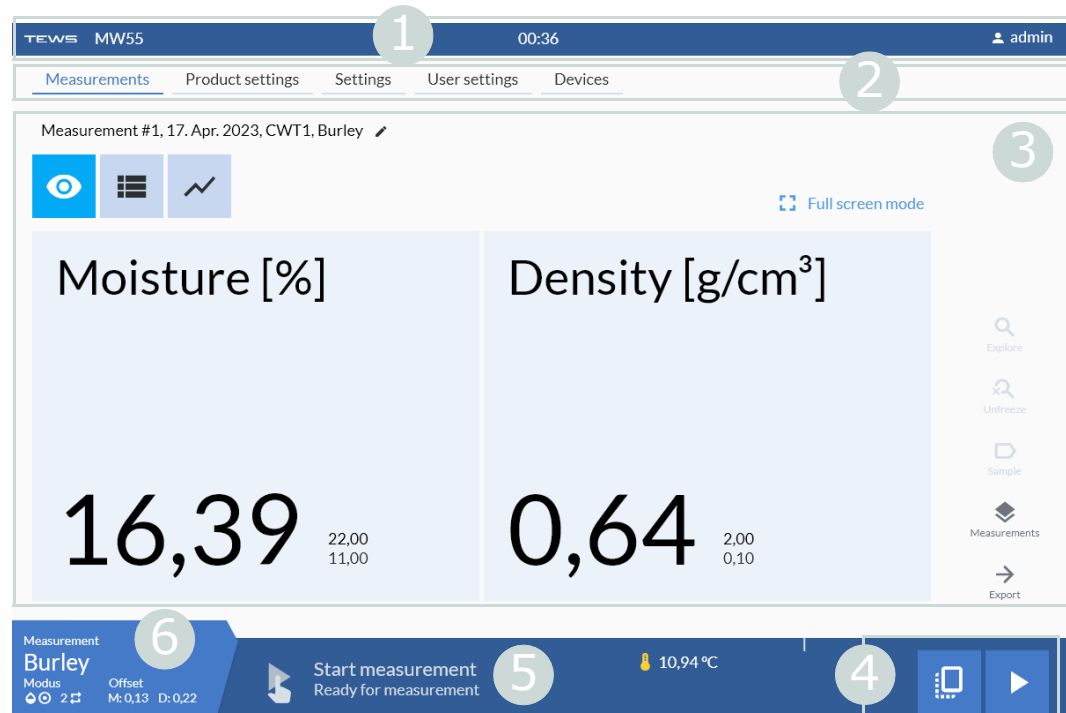 TEWS MW55 00:36 admin
1
Measurements Product settings Settings User settings Devices
2
Measurement #1, 17. Apr. 2023, CWT1, Burley
3
Full screen mode
Moisture [%] Density [g/cm³]
Explore
Unfreeze
Sample
16,39 22,00 0,64 2,00
11,00 0,10
Measurements
Export
6
Measurement
Burley
Modus Offset
2 M: 0,13 D: 0,22
Start measurement
Ready for measurement
5
10,94 ºC
4